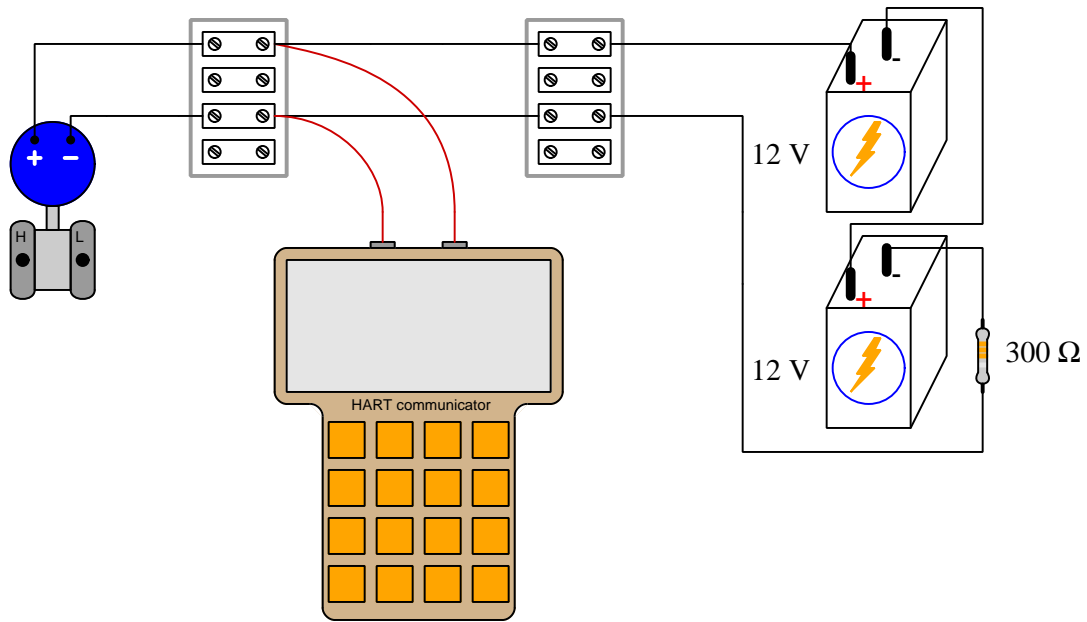 + -
12 V
+ −
H L
+ -
12 V
300 Ω
HART communicator